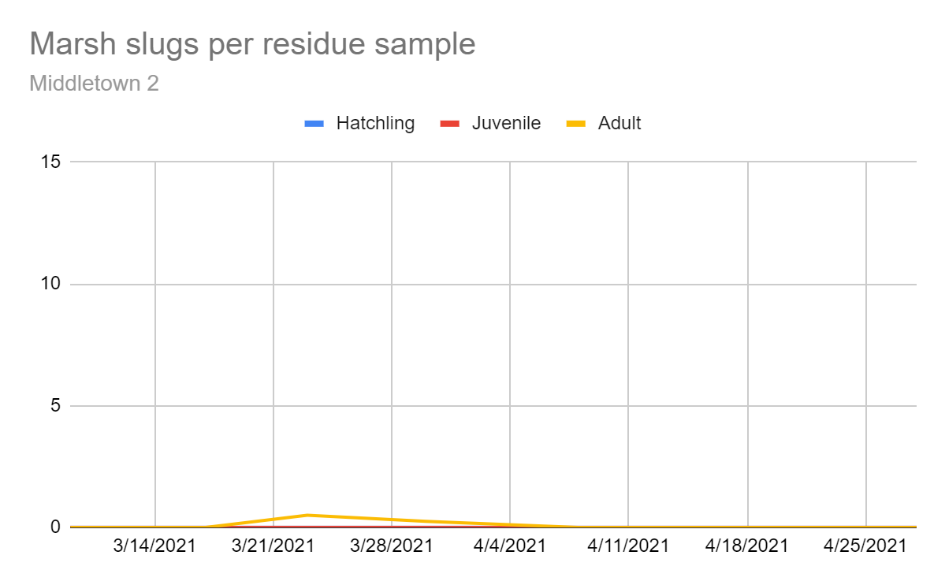 Marsh slugs per residue sample
Middletown 2
Hatchling Juvenile Adult
15
10
5
0
3/14/2021 3/21/2021 3/28/2021 4/4/2021 4/11/2021 4/18/2021 4/25/2021